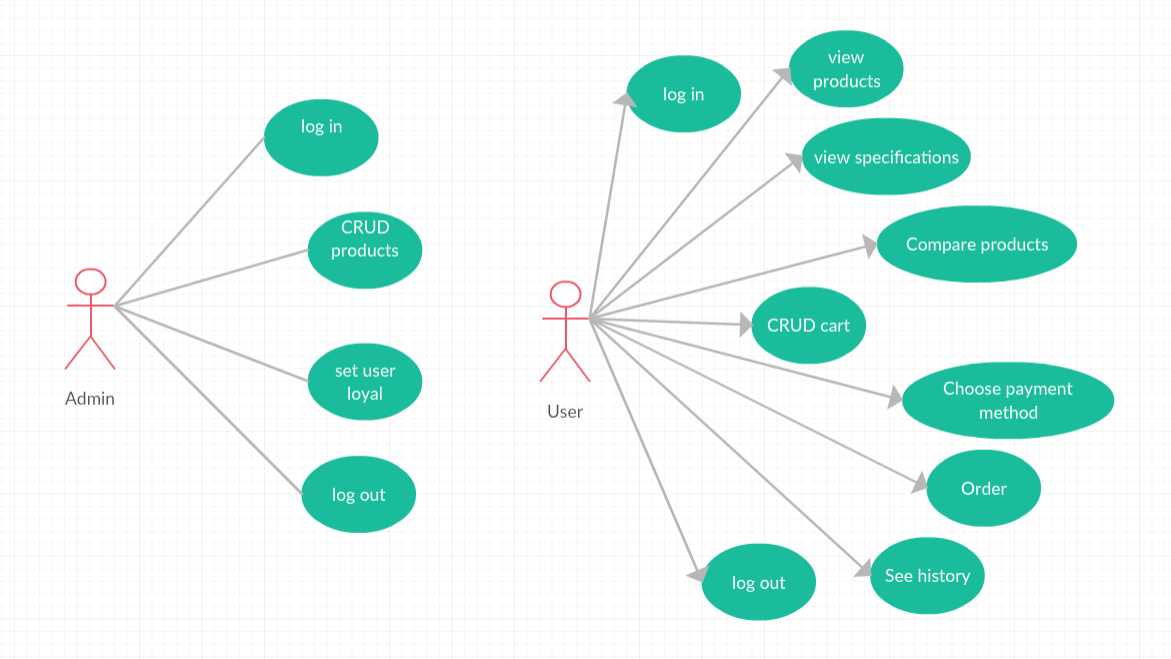 log in
CRUD
products
set user
loyal
log out
Admin
log in
view
products
view specifications
Compare products
CRUD cart
Choose payment
method
Order
See history
log out
User